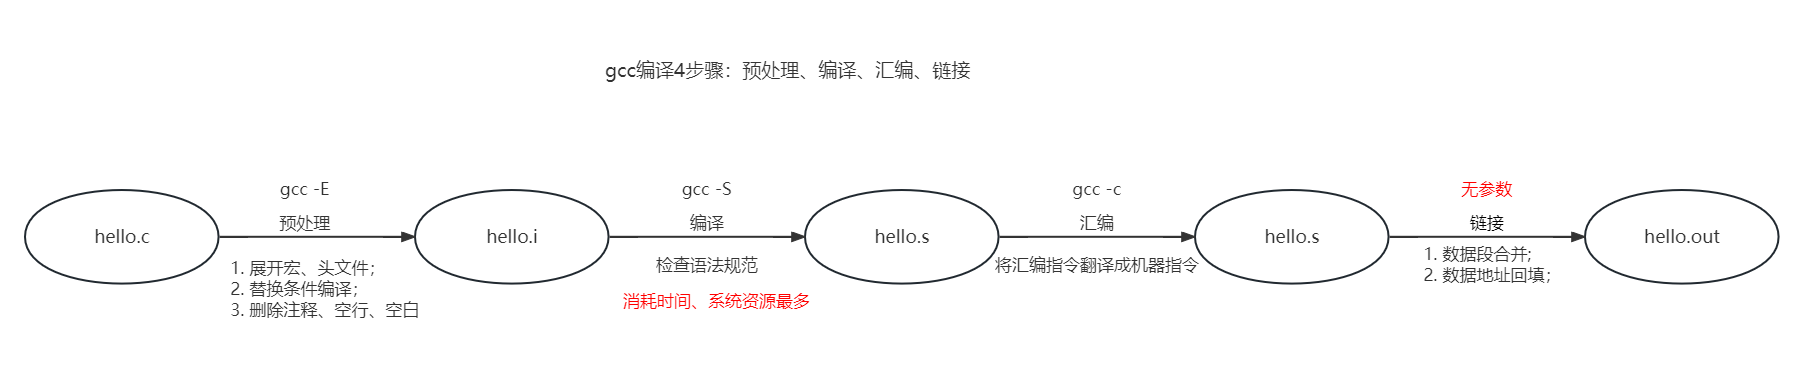 gcc编译4步骤：预处理、编译、汇编、链接
gcc -E
gcc -S
gcc -c
无参数
预处理
编译
汇编
链接
hello.c
hello.i
hello.s
hello.s
hello.out
1. 展开宏、头文件；
2. 替换条件编译；
3. 删除注释、空行、空白
检查语法规范
消耗时间、系统资源最多
将汇编指令翻译成机器指令
1. 数据段合并；
2. 数据地址回填；